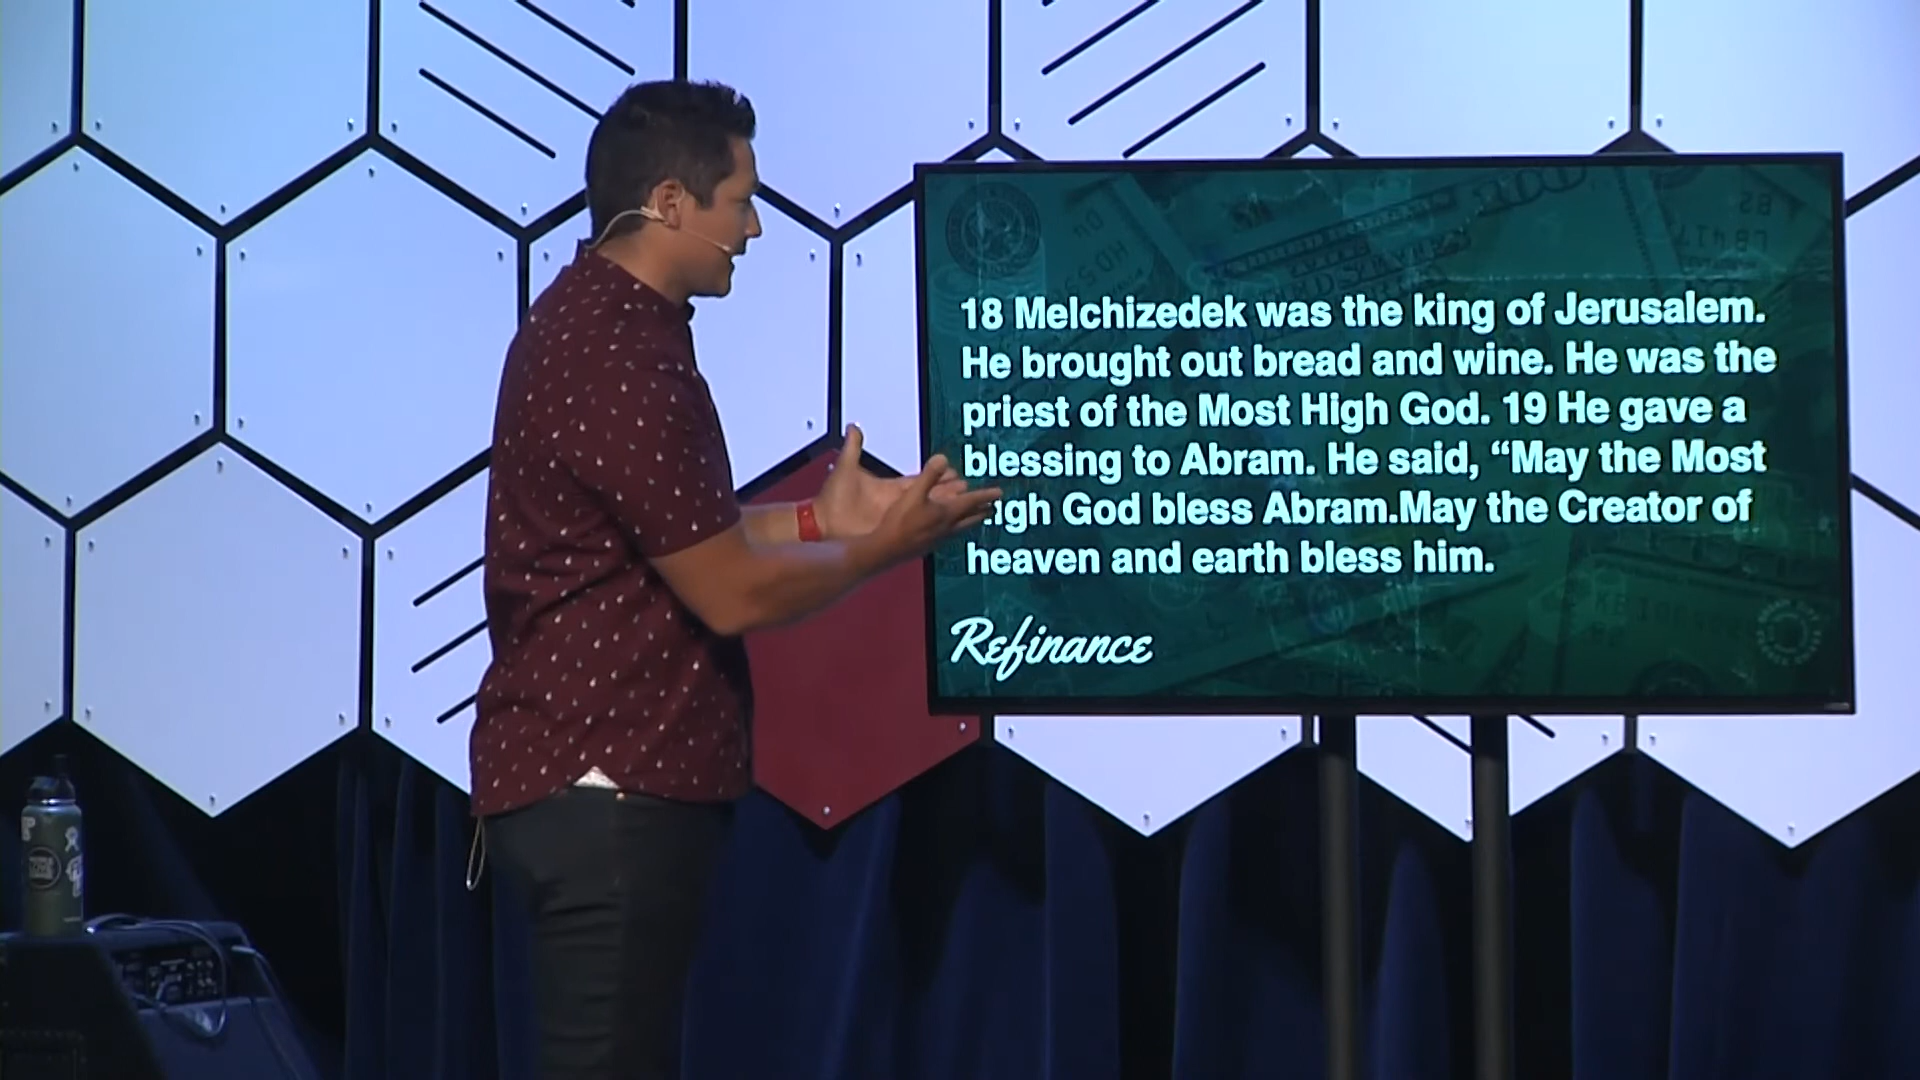 18 Melchizedek was the king of Jerusalem.
He brought out bread and wine. He was the
priest of the Most High God. 19 He gave a
blessing to Abram. He said, “May the Most
God bless Abram.May the Creator of
heaven and earth bless him.
Refinance